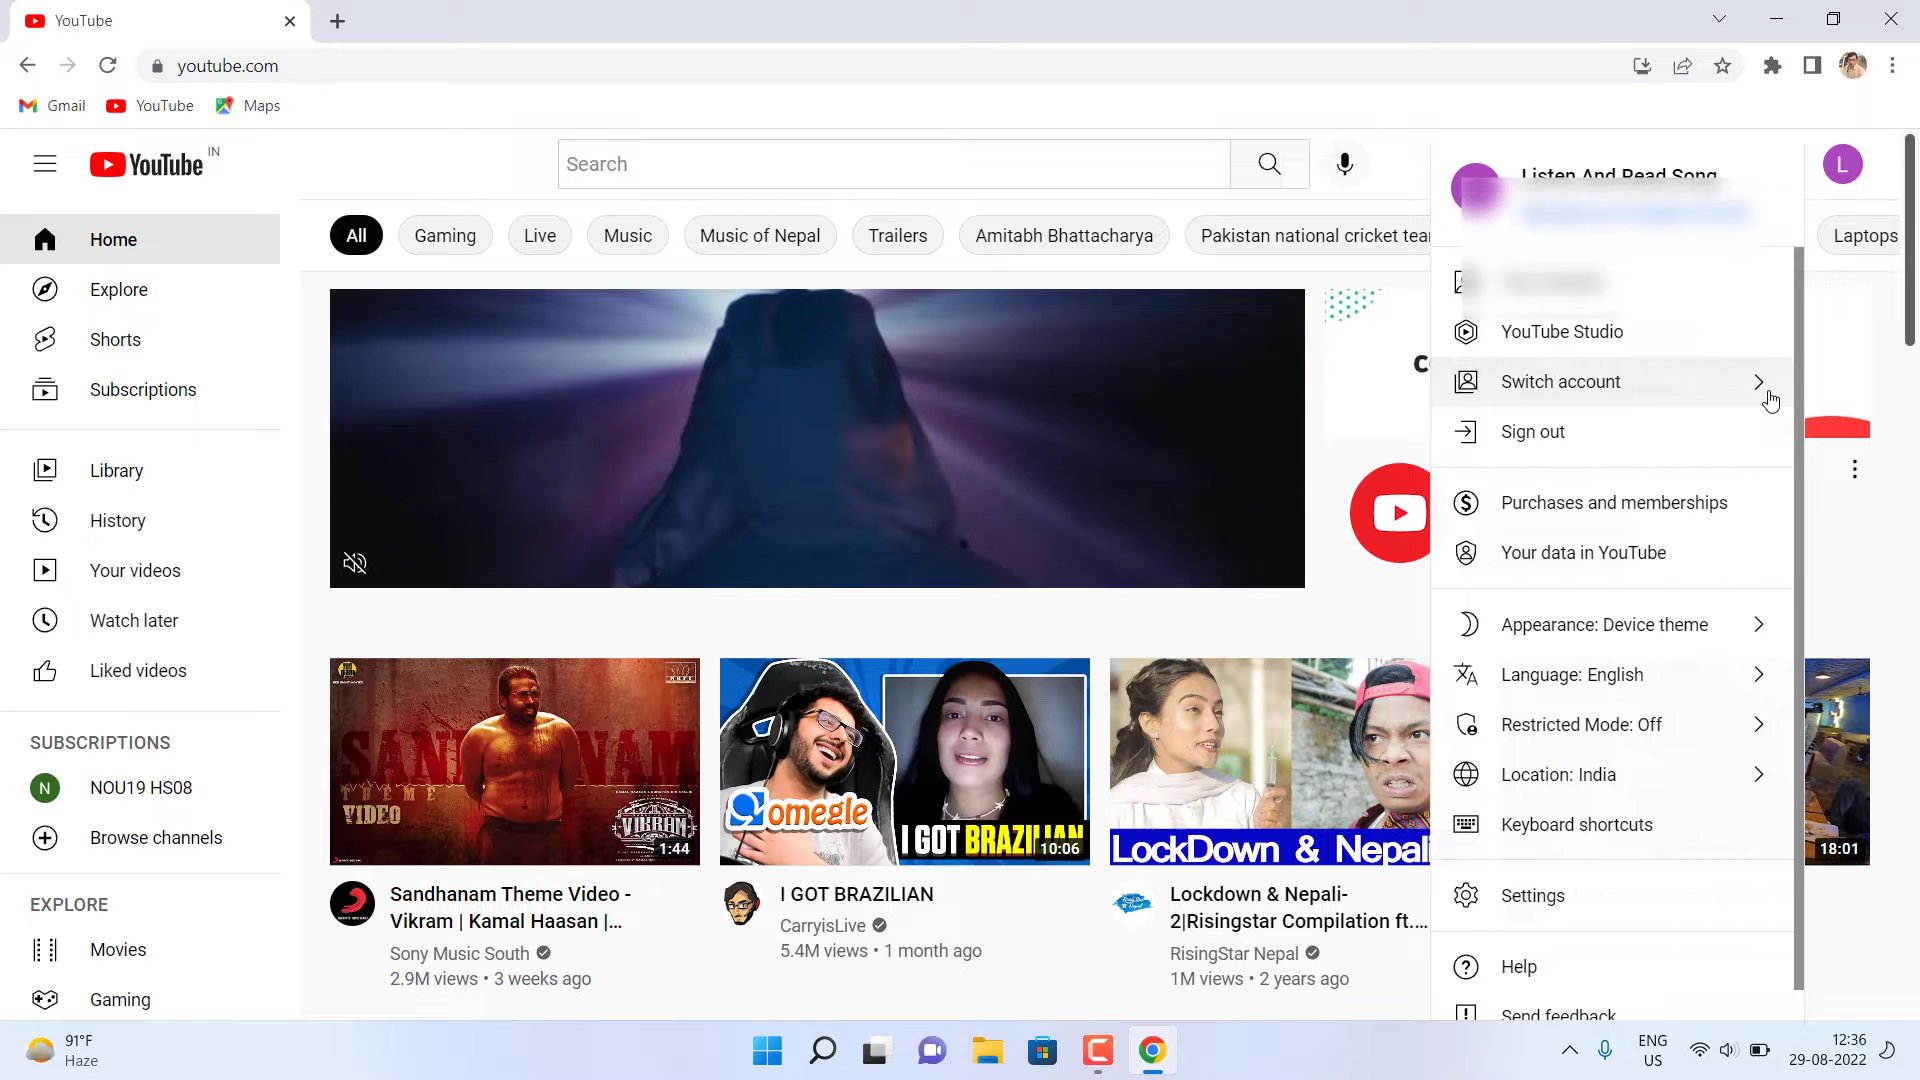 YouTube
youtube.com
Gmail
YouTube
Maps
YouTube IN
Search
L
Listen And Read Song
All
Gaming
Live
Music
Music of Nepal
Trailers
Amitabh Bhattacharya
Pakistan national cricket tea
Laptops
Home
Explore
Shorts
Subscriptions
Library
History
Your videos
Watch later
Liked videos
SUBSCRIPTIONS
N NOU19 HS08
Browse channels
EXPLORE
Movies
Gaming
YouTube Studio
Switch account
Sign out
Purchases and memberships
Your data in YouTube
Appearance: Device theme
Language: English
Restricted Mode: Off
Location: India
Keyboard shortcuts
Settings
Help
Send feedback
THEME
VIDEO
VIKRAM
1:44
Sandhanam Theme Video -
Vikram | Kamal Haasan |...
Sony Music South
2.9M views • 3 weeks ago
omegle
I GOT BRAZILIAN
10:06
I GOT BRAZILIAN
CarryisLive
5.4M views • 1 month ago
LockDown & Nepali
Lockdown & Nepali-
2|Risingstar Compilation ft....
RisingStar Nepal
1M views • 2 years ago
18:01
91°F
Haze
ENG
US
12:36
29-08-2022